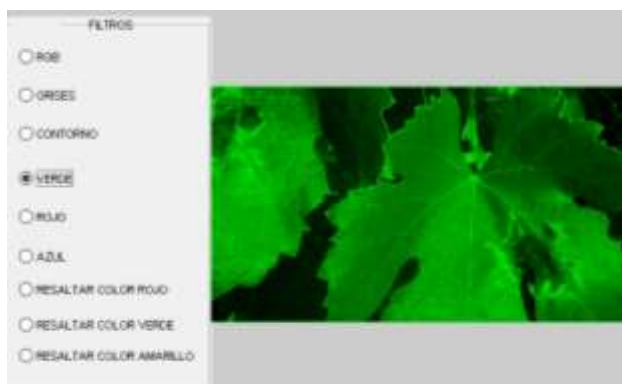 FILTROS
RGB
GRISES
CONTORNO
VERDE
ROJO
AZUL
RESALTAR COLOR ROJO
RESALTAR COLOR VERDE
RESALTAR COLOR AMARILLO